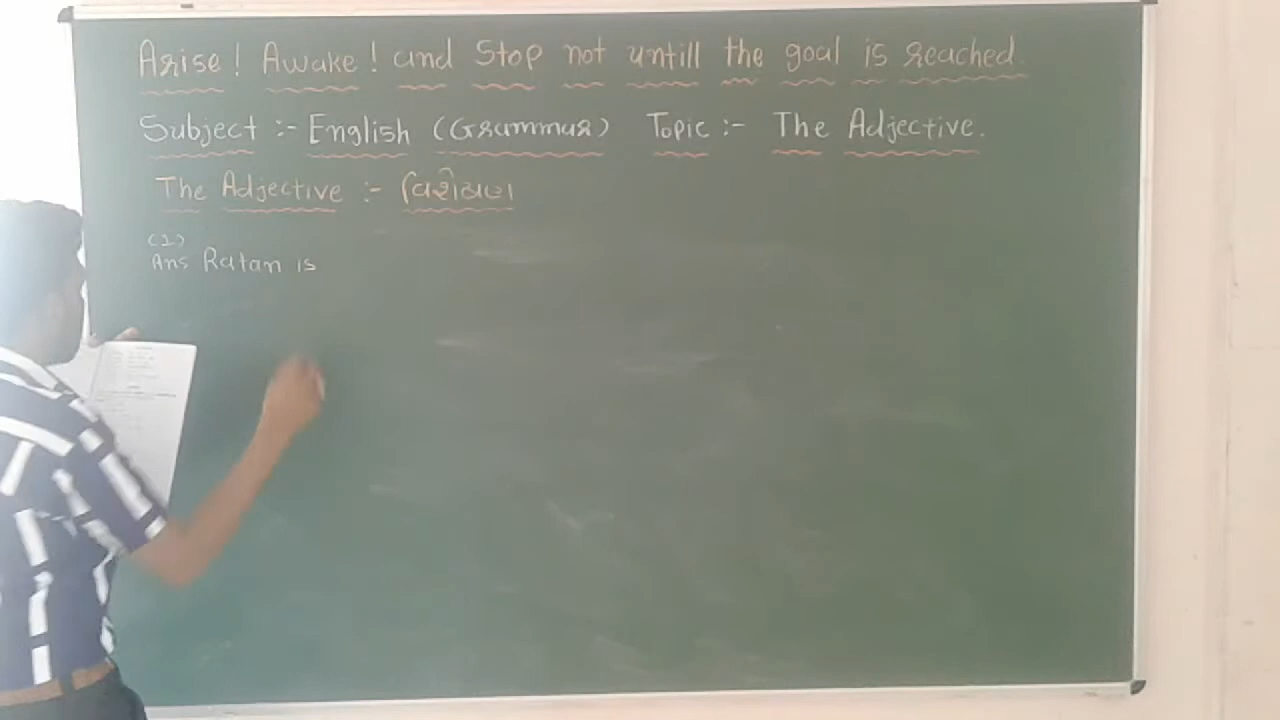 Arise! Awake! and Stop not untill the goal is reached.
Subject :- English (Grammar) Topic :- The Adjective.
The Adjective :- વિશેષણ
(1)
Ans Ratan is